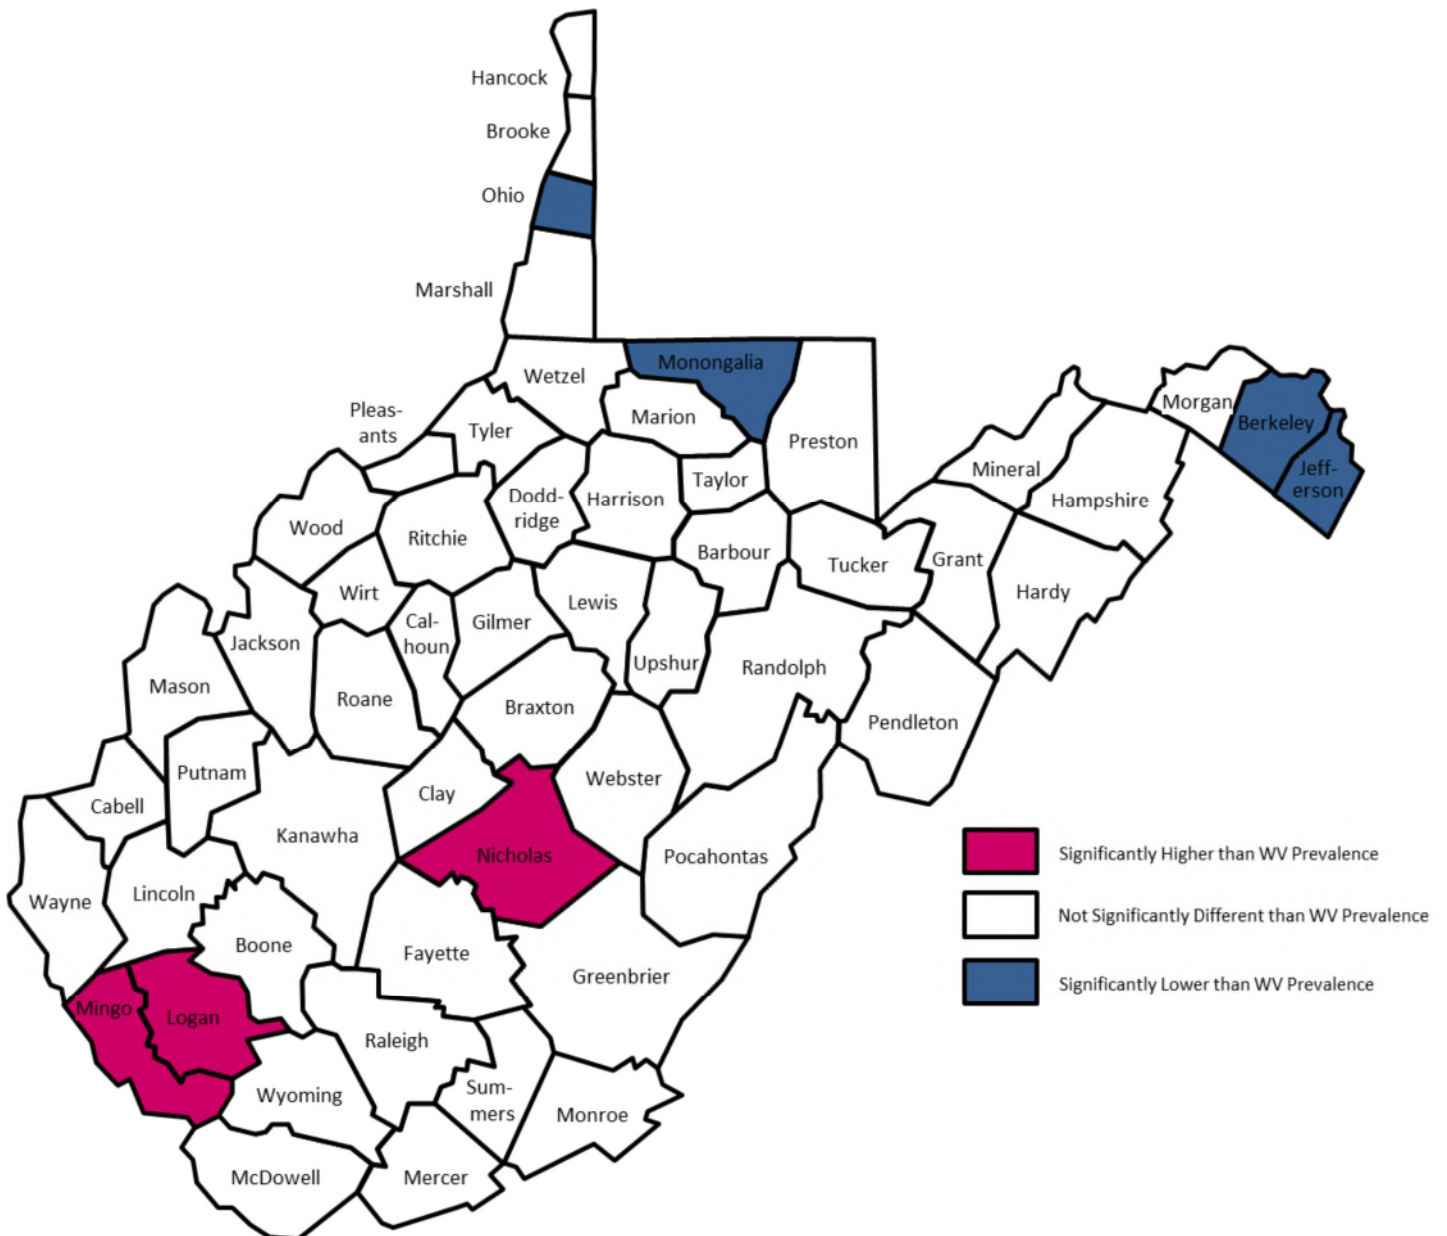 Hancock
Brooke
Ohio
Marshall
Wetzel
Monongalia
Marion
Preston
Pleas-
ants
Tyler
Morgan
Berkeley
Jeff-
erson
Mineral
Hampshire
Wood
Ritchie
Dodd-
ridge
Harrison
Taylor
Barbour
Tucker
Grant
Hardy
Wirt
Jackson
Cal-
houn
Gilmer
Lewis
Upshur
Randolph
Mason
Roane
Braxton
Pendleton
Putnam
Cabell
Clay
Webster
Kanawha
Nicholas
Pocahontas
Wayne
Lincoln
Boone
Fayette
Greenbrier
Mingo
Logan
Raleigh
Wyoming
Sum-
mers
Monroe
McDowell
Mercer
Significantly Higher than WV Prevalence
Not Significantly Different than WV Prevalence
Significantly Lower than WV Prevalence